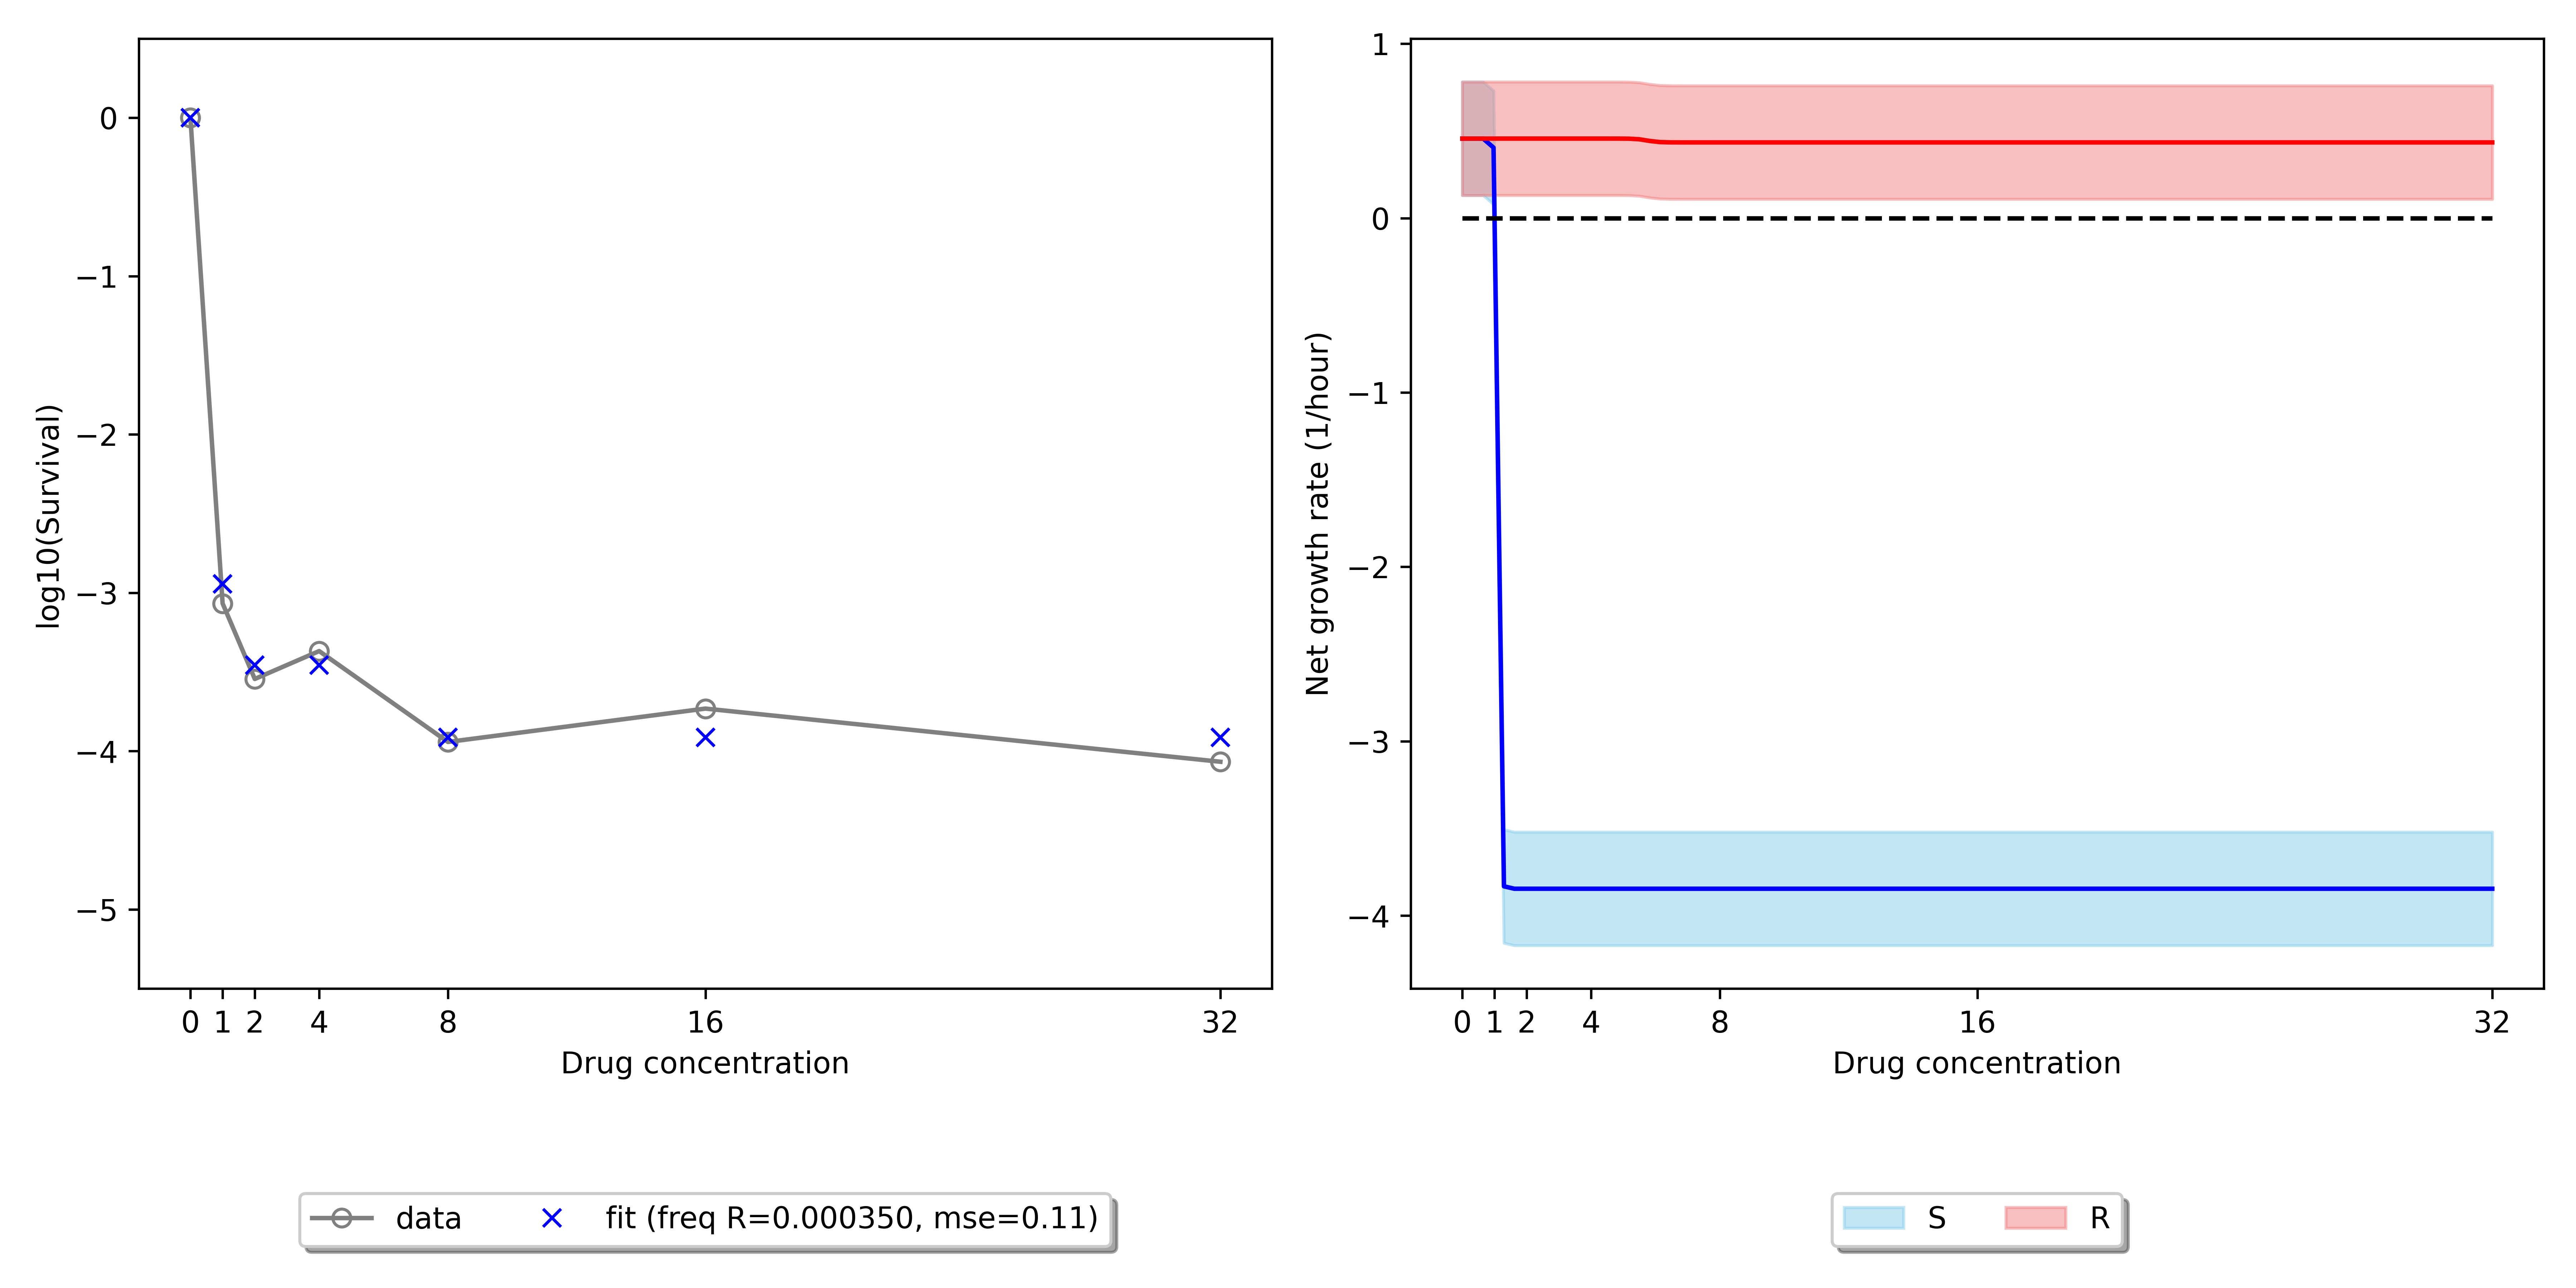 0
−1
−2
−3
−4
−5
log10(Survival)
0 1 2 4 8 16 32
Drug concentration
data fit (freq R=0.000350, mse=0.11)
1
0
−1
−2
−3
−4
Net growth rate (1/hour)
0 1 2 4 8 16 32
Drug concentration
S R